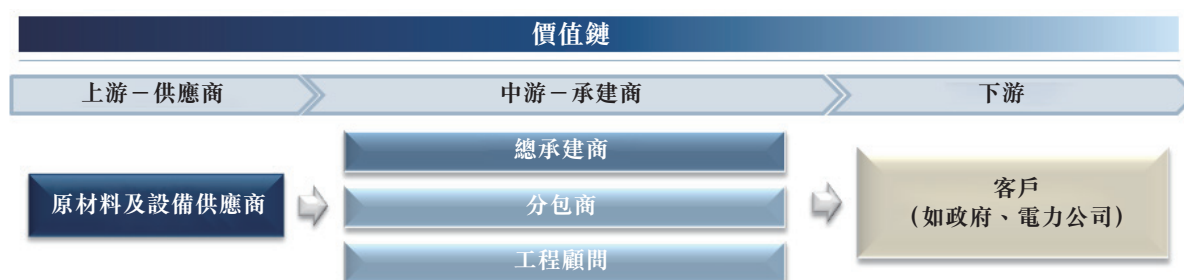 價值鏈
上游－供應商
中游－承建商
下游
原材料及設備供應商
總承建商
分包商
工程顧問
客戶
（如政府、電力公司）